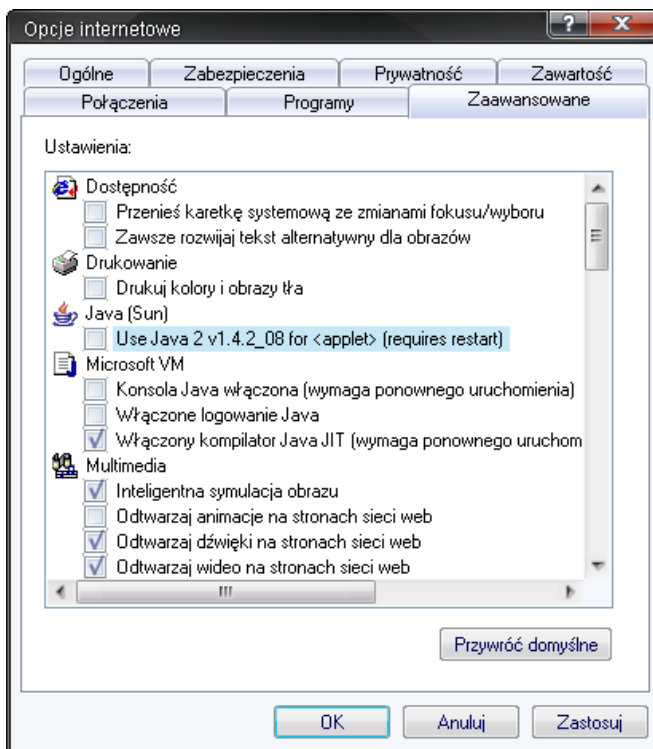 Opcje internetowe
Ogólne Zabezpieczenia Prywatność Zawartość
Połączenia Programy Zaawansowane
Ustawienia:
Dostępność
Przenieś karetkę systemową ze zmianami fokusu/wyboru
Zawsze rozwijaj tekst alternatywny dla obrazów
Drukowanie
Drukuj kolory i obrazy tła
Java (Sun)
Use Java 2 v1.4.2_08 for <applet> (requires restart)
Microsoft VM
Konsola Java włączona (wymaga ponownego uruchomienia)
Włączone logowanie Java
Włączony kompilator Java JIT (wymaga ponownego uruchom
Multimedia
Inteligentna symulacja obrazu
Odtwarzaj animacje na stronach sieci web
Odtwarzaj dźwięki na stronach sieci web
Odtwarzaj wideo na stronach sieci web
Przywróć domyślne
OK Anuluj Zastosuj